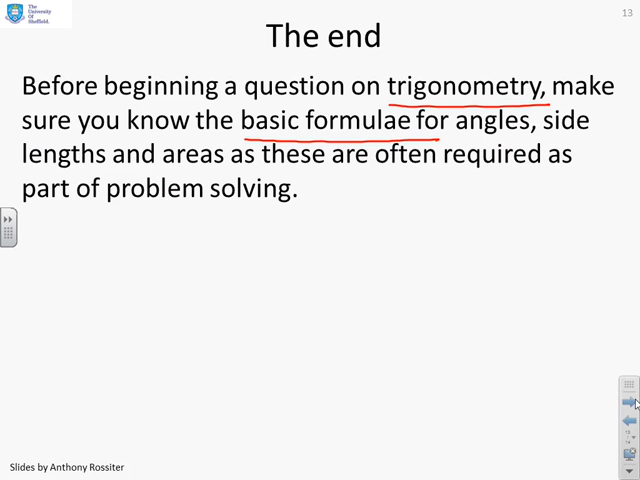 The
University
Of
Sheffield.
13
The end
Before beginning a question on trigonometry, make
sure you know the basic formulae for angles, side
lengths and areas as these are often required as
part of problem solving.
Slides by Anthony Rossiter